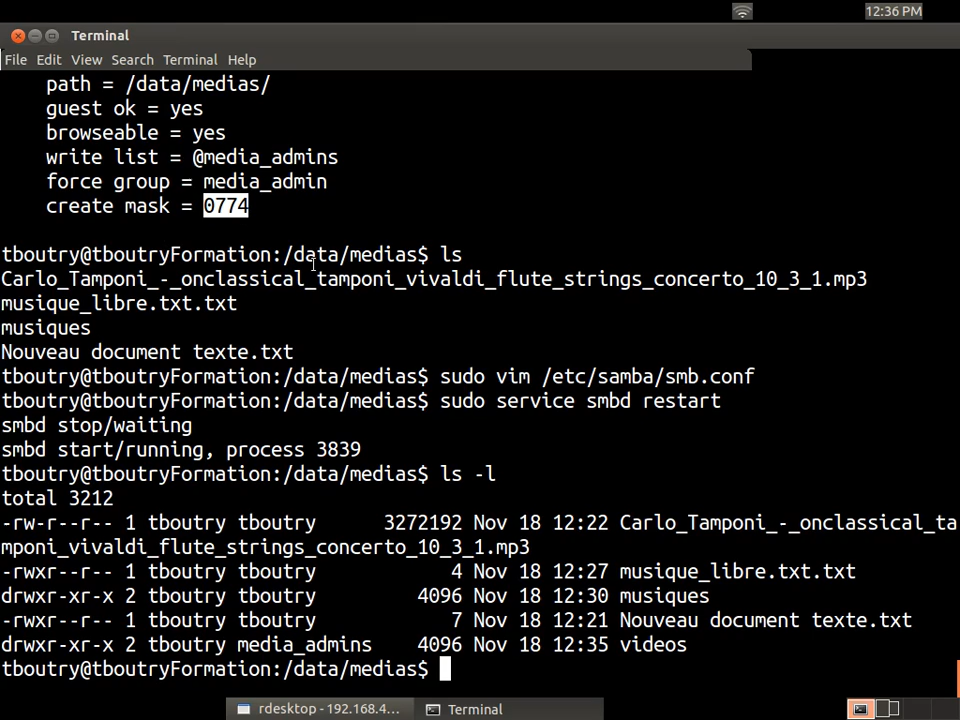 12:36 PM
Terminal
File Edit View Search Terminal Help
path = /data/medias/
guest ok = yes
browseable = yes
write list = @media_admins
force group = media_admin
create mask = 0774
tboutry@tboutryFormation:/data/medias$ ls
Carlo_Tamponi_-_onclassical_tamponi_vivaldi_flute_strings_concerto_10_3_1.mp3
musique_libre.txt.txt
musiques
Nouveau document texte.txt
tboutry@tboutryFormation:/data/medias$ sudo vim /etc/samba/smb.conf
tboutry@tboutryFormation:/data/medias$ sudo service smbd restart
smbd stop/waiting
smbd start/running, process 3839
tboutry@tboutryFormation:/data/medias$ ls -l
total 3212
-rw-r--r-- 1 tboutry tboutry 3272192 Nov 18 12:22 Carlo_Tamponi_-_onclassical_ta
mponi_vivaldi_flute_strings_concerto_10_3_1.mp3
-rwxr--r-- 1 tboutry tboutry 4 Nov 18 12:27 musique_libre.txt.txt
drwxr-xr-x 2 tboutry tboutry 4096 Nov 18 12:30 musiques
-rwxr--r-- 1 tboutry tboutry 7 Nov 18 12:21 Nouveau document texte.txt
drwxr-xr-x 2 tboutry media_admins 4096 Nov 18 12:35 videos
tboutry@tboutryFormation:/data/medias$
rdesktop - 192.168.4... Terminal